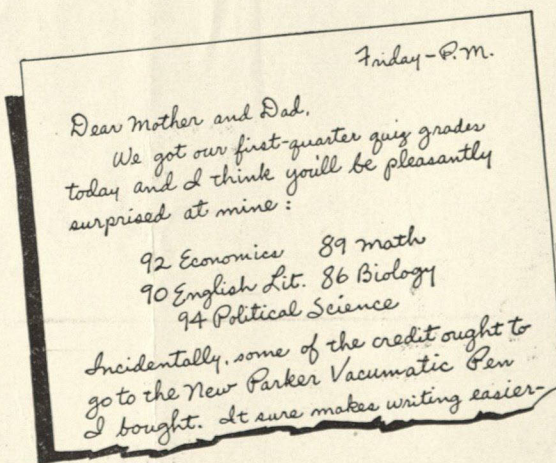 Friday-P.M.
Dear Mother and Dad,
We got our first-quarter quiz grades
today and I think you'll be pleasantly
surprised at mine:
92 Economics 89 Math
90 English Lit. 86 Biology
94 Political Science
Incidentally, some of the credit ought to
go to the New Parker Vacumatic Pen
I bought. It sure makes writing easier-